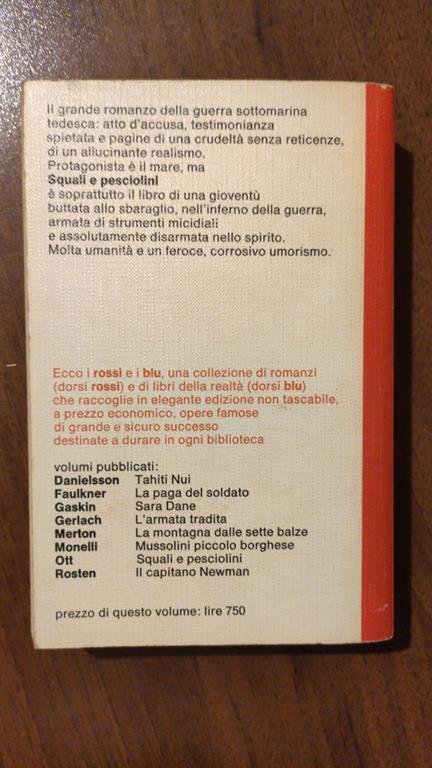 Il grande romanzo della guerra sottomarina
tedesca: atto d'accusa, testimonianza
spietata e pagine di una crudeltà senza reticenze,
di un allucinante realismo.
Protagonista è il mare, ma
Squali e pesciolini
è soprattutto il libro di una gioventù
buttata allo sbaraglio, nell'inferno della guerra,
armata di strumenti micidiali
e assolutamente disarmata nello spirito.
Molta umanità e un feroce, corrosivo umorismo.
Ecco i rossi e i blu, una collezione di romanzi
(dorsi rossi) e di libri della realtà (dorsi blu)
che raccoglie in elegante edizione non tascabile,
a prezzo economico, opere famose
di grande e sicuro successo
destinate a durare in ogni biblioteca
volumi pubblicati:
Danielsson Tahiti Nui
Faulkner La paga del soldato
Gaskin Sara Dane
Gerlach L'armata tradita
Merton La montagna dalle sette balze
Monelli Mussolini piccolo borghese
Ott Squali e pesciolini
Rosten Il capitano Newman
prezzo di questo volume: lire 750